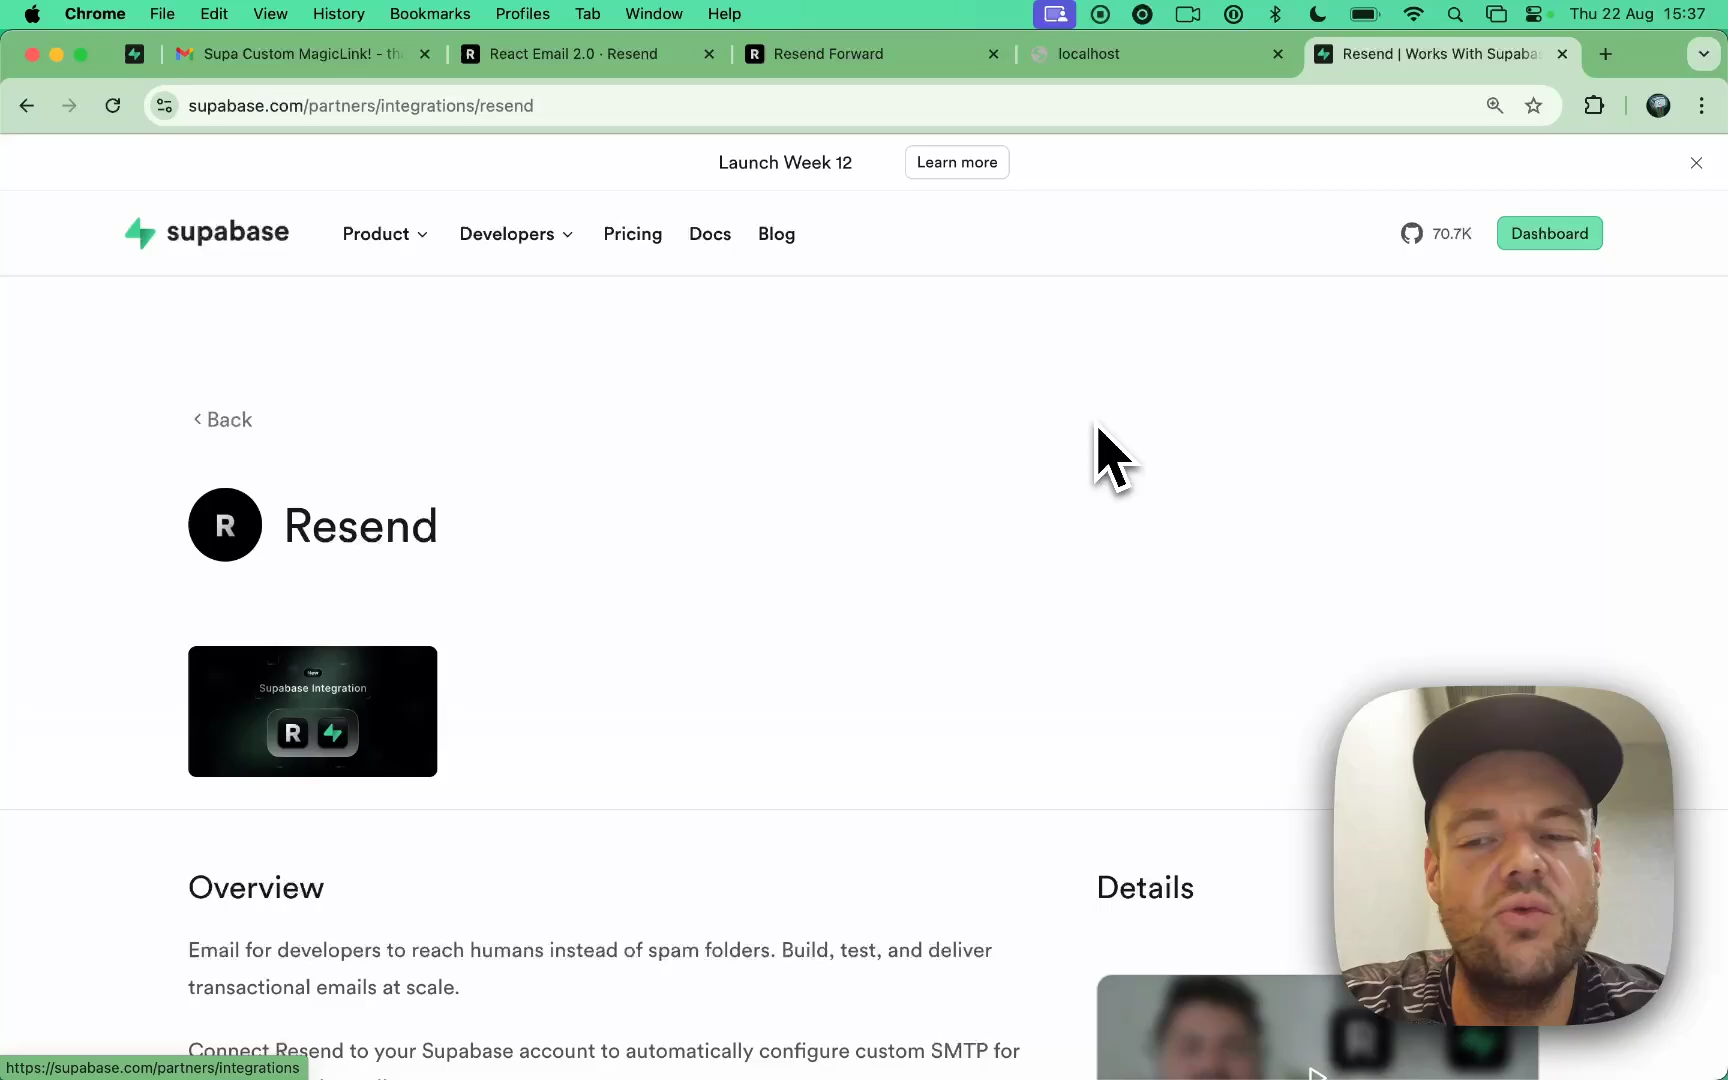 Chrome File Edit View History Bookmarks Profiles Tab Window Help Thu 22 Aug 15:37
Supa Custom MagicLink! - th React Email 2.0 · Resend Resend Forward localhost Resend | Works With Supaba
supabase.com/partners/integrations/resend
Launch Week 12 Learn more
supabase Product Developers Pricing Docs Blog 70.7K Dashboard
< Back
R Resend
New
Supabase Integration
R
Overview Details
Email for developers to reach humans instead of spam folders. Build, test, and deliver
transactional emails at scale.
Connect Resend to your Supabase account to automatically configure custom SMTP for
https://supabase.com/partners/integrations